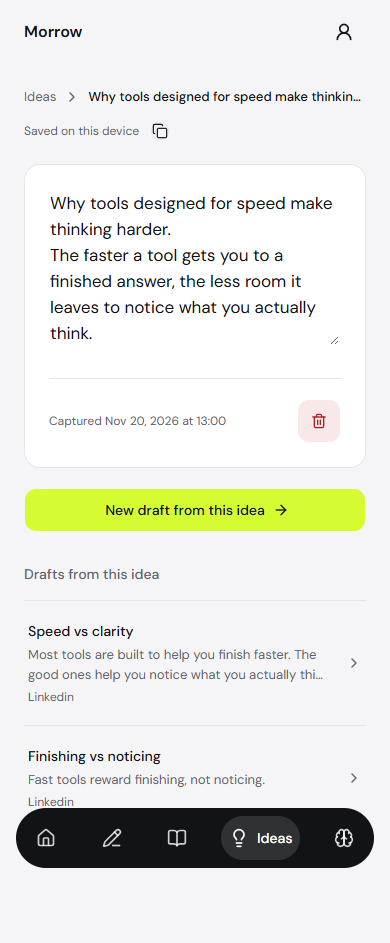 Morrow
Ideas > Why tools designed for speed make thinkin...
Saved on this device
Why tools designed for speed make
thinking harder.
The faster a tool gets you to a
finished answer, the less room it
leaves to notice what you actually
think.
Captured Nov 20, 2026 at 13:00
New draft from this idea →
Drafts from this idea
Speed vs clarity
Most tools are built to help you finish faster. The
good ones help you notice what you actually thi...
Linkedin
Finishing vs noticing
Fast tools reward finishing, not noticing.
Linkedin
Ideas